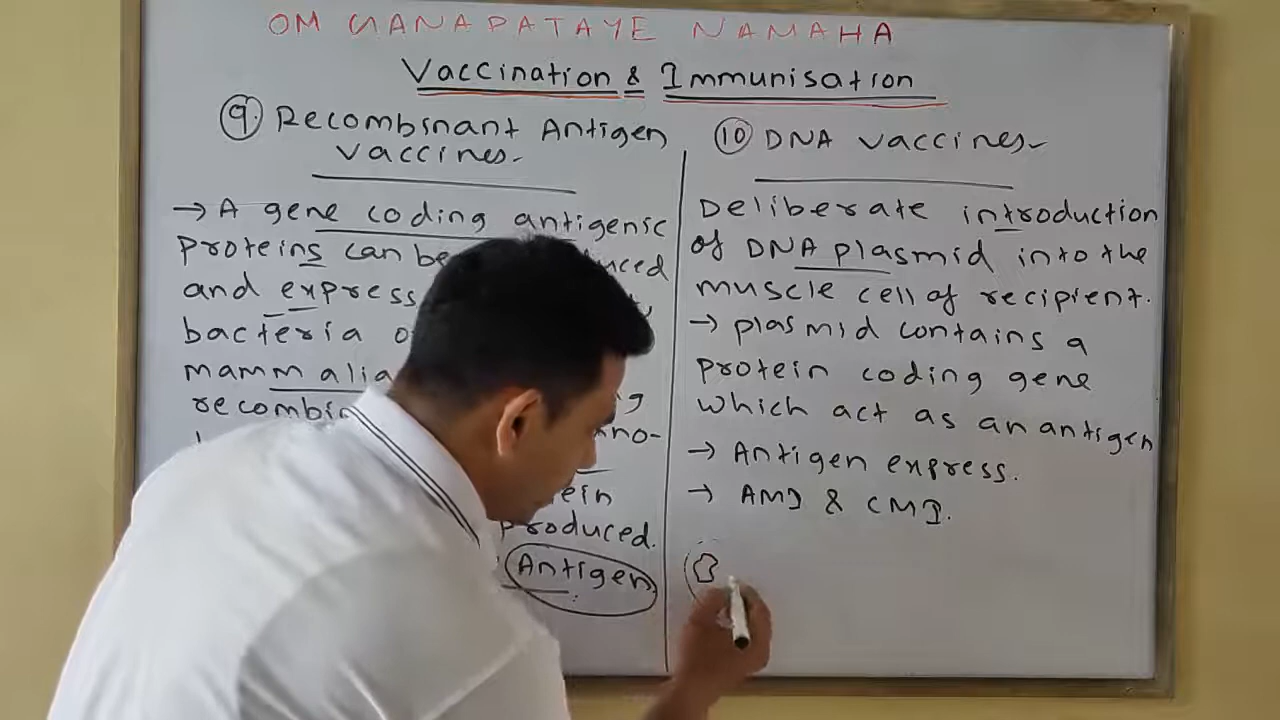 OM GANAPATAYE NAMAHA
Vaccination & Immunisation
⑨ Recombinant Antigen
Vaccines-
→ A gene coding antigenic
proteins can be
and express
bacteria
mammalia
recombin
produced.
Antigen
⑩ DNA vaccines-
Deliberate introduction
of DNA plasmid into the
muscle cell of recipient.
→ plasmid contains a
protein coding gene
which act as an antigen
→ Antigen express.
→ AMI & CMI.